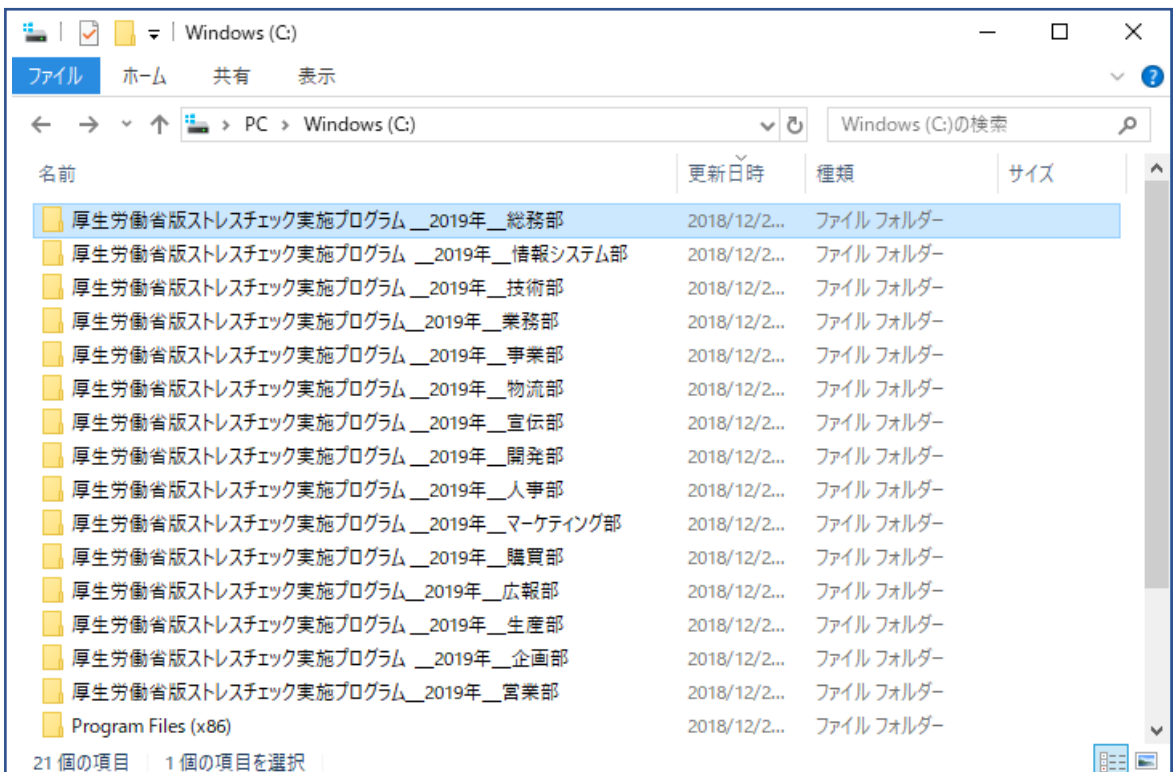 Windows (C:)
ファイル ホーム 共有 表示
PC > Windows (C:) Windows (C:)の検索
名前 更新日時 種類 サイズ
厚生労働省版ストレスチェック実施プログラム __2019年__総務部 2018/12/2... ファイル フォルダー
厚生労働省版ストレスチェック実施プログラム __2019年__情報システム部 2018/12/2... ファイル フォルダー
厚生労働省版ストレスチェック実施プログラム __2019年__技術部 2018/12/2... ファイル フォルダー
厚生労働省版ストレスチェック実施プログラム__2019年__業務部 2018/12/2... ファイル フォルダー
厚生労働省版ストレスチェック実施プログラム __2019年__事業部 2018/12/2... ファイル フォルダー
厚生労働省版ストレスチェック実施プログラム __2019年__物流部 2018/12/2... ファイル フォルダー
厚生労働省版ストレスチェック実施プログラム __2019年__宣伝部 2018/12/2... ファイル フォルダー
厚生労働省版ストレスチェック実施プログラム __2019年__開発部 2018/12/2... ファイル フォルダー
厚生労働省版ストレスチェック実施プログラム __2019年__人事部 2018/12/2... ファイル フォルダー
厚生労働省版ストレスチェック実施プログラム __2019年__マーケティング部 2018/12/2... ファイル フォルダー
厚生労働省版ストレスチェック実施プログラム __2019年__購買部 2018/12/2... ファイル フォルダー
厚生労働省版ストレスチェック実施プログラム__2019年__広報部 2018/12/2... ファイル フォルダー
厚生労働省版ストレスチェック実施プログラム __2019年__生産部 2018/12/2... ファイル フォルダー
厚生労働省版ストレスチェック実施プログラム __2019年__企画部 2018/12/2... ファイル フォルダー
厚生労働省版ストレスチェック実施プログラム__2019年__営業部 2018/12/2... ファイル フォルダー
Program Files (x86) 2018/12/2... ファイル フォルダー
21 個の項目 1 個の項目を選択